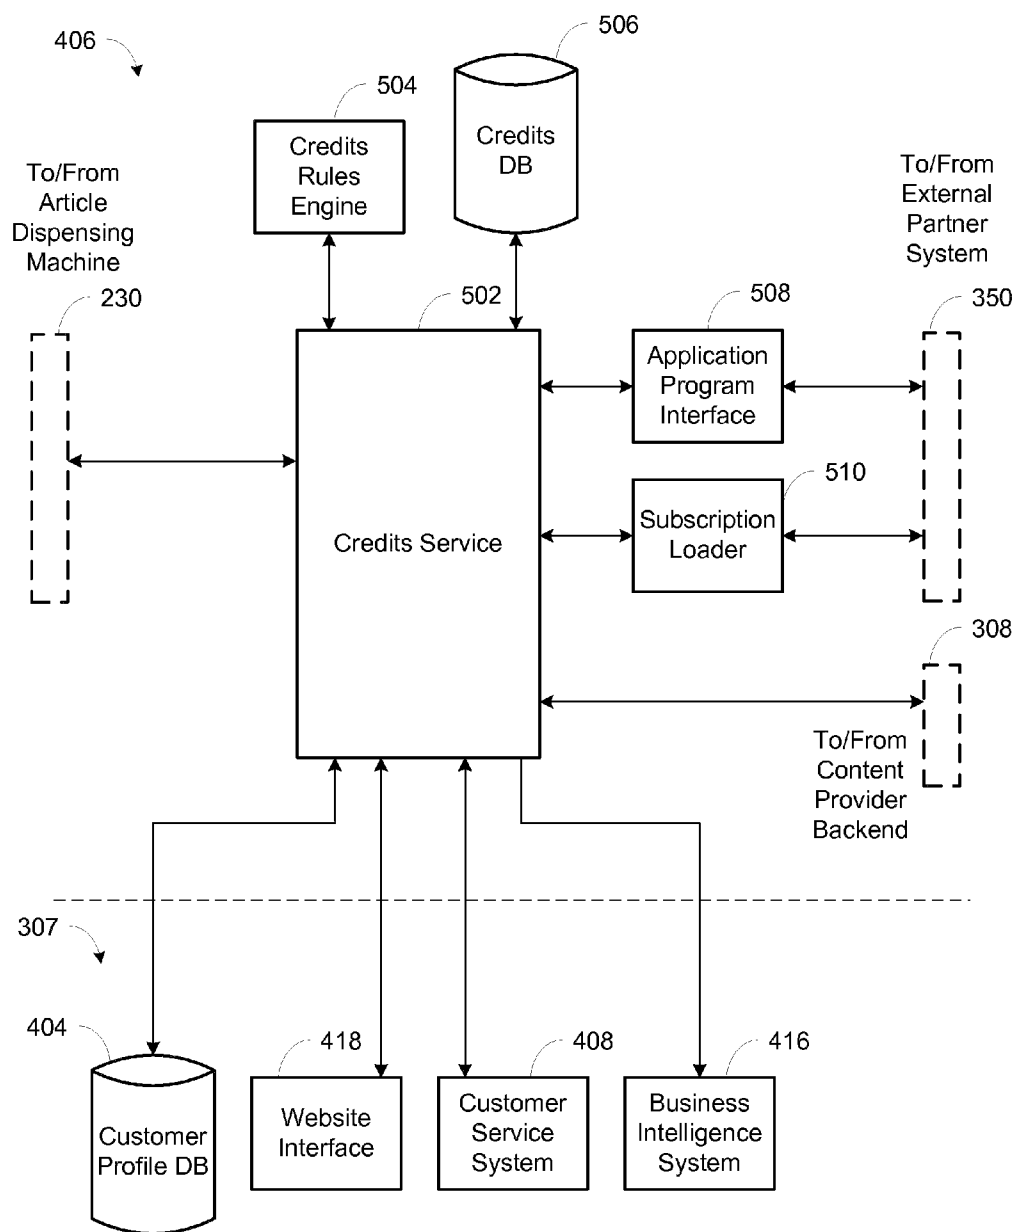 406
506
504
Credits
Rules
Engine
Credits
DB
To/From
Article
Dispensing
Machine
To/From
External
Partner
System
230
502
508
350
Application
Program
Interface
510
Subscription
Loader
Credits Service
308
To/From
Content
Provider
Backend
307
404
418
408
416
Customer
Profile DB
Website
Interface
Customer
Service
System
Business
Intelligence
System